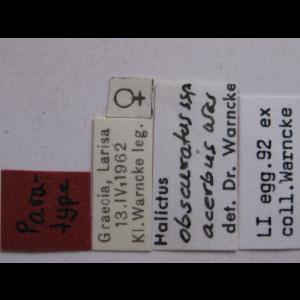 Para-
type
♀
Graecia, Larisa
13.IV.1962
Kl. Warncke leg.
Halictus
obscuratus ssp
acerbus
det. Dr. Warncke
LI egg.92 ex
coll.Warncke